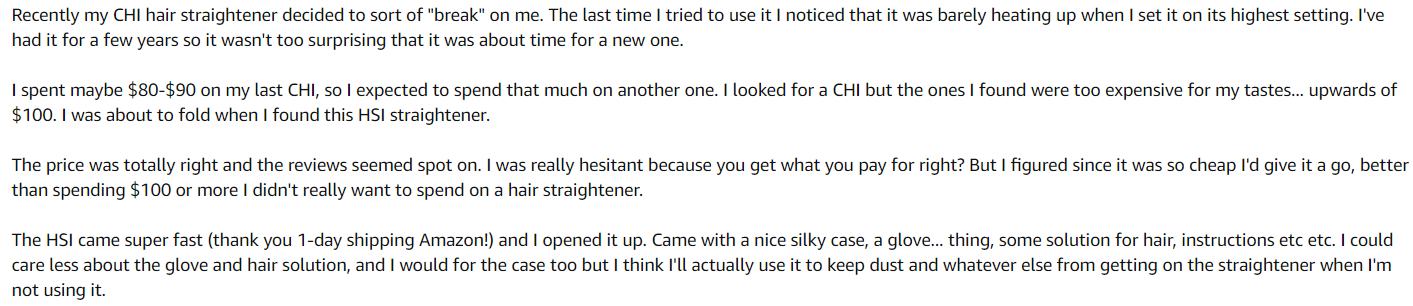 Recently my CHI hair straightener decided to sort of "break" on me. The last time I tried to use it I noticed that it was barely heating up when I set it on its highest setting. I've
had it for a few years so it wasn't too surprising that it was about time for a new one.
I spent maybe $80-$90 on my last CHI, so I expected to spend that much on another one. I looked for a CHI but the ones I found were too expensive for my tastes... upwards of
$100. I was about to fold when I found this HSI straightener.
The price was totally right and the reviews seemed spot on. I was really hesitant because you get what you pay for right? But I figured since it was so cheap I'd give it a go, better
than spending $100 or more I didn't really want to spend on a hair straightener.
The HSI came super fast (thank you 1-day shipping Amazon!) and I opened it up. Came with a nice silky case, a glove... thing, some solution for hair, instructions etc etc. I could
care less about the glove and hair solution, and I would for the case too but I think I'll actually use it to keep dust and whatever else from getting on the straightener when I'm
not using it.